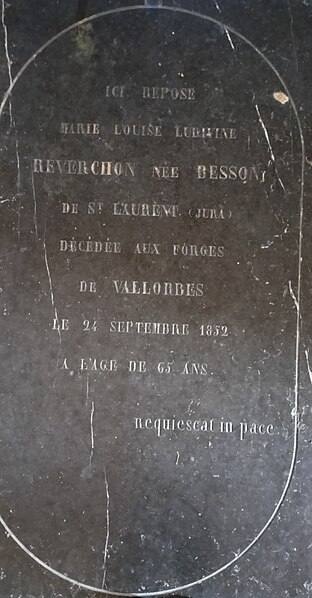 ICI REPOSE
MARIE LOUISE LUDIVINE
REVERCHON NÉE BESSON,
DE ST LAURENT. (JURA)
DÉCÉDÉE AUX FORGES
DE VALLORBES
LE 24 SEPTEMBRE 1852
A L'AGE DE 65 ANS.
Requiescat in pace.